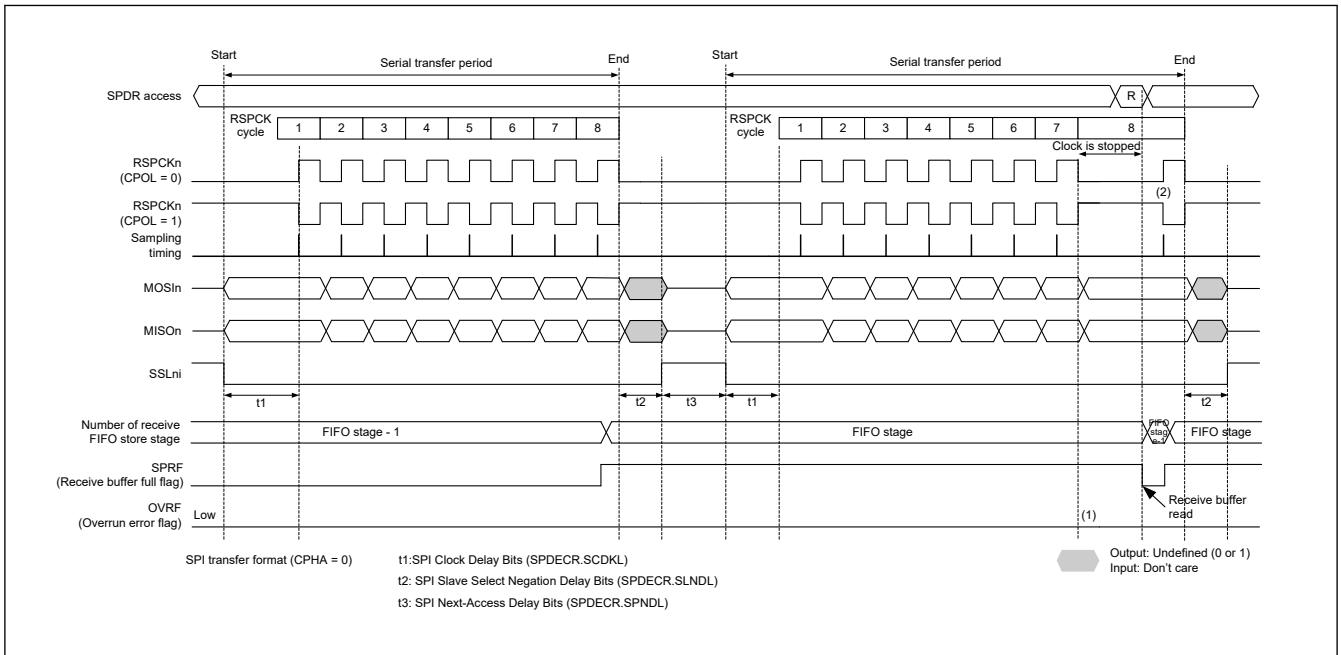 Start
Serial transfer period
End
Start
Serial transfer period
End
SPDR access
R
RSPCK
cycle
1 2 3 4 5 6 7 8
RSPCK
cycle
1 2 3 4 5 6 7 8
Clock is stopped
RSPCKn
(CPOL = 0)
(2)
RSPCKn
(CPOL = 1)
Sampling
timing
MOSIn
MISOn
SSLni
t1
t2
t3
t1
t2
Number of receive
FIFO store stage
FIFO stage - 1
FIFO stage
FIFO
stag
e-1
FIFO stage
SPRF
(Receive buffer full flag)
Receive buffer
read
OVRF
(Overrun error flag)
Low
(1)
SPI transfer format (CPHA = 0)
t1:SPI Clock Delay Bits (SPDECR.SCDKL)
t2: SPI Slave Select Negation Delay Bits (SPDECR.SLNDL)
t3: SPI Next-Access Delay Bits (SPDECR.SPNDL)
Output: Undefined (0 or 1)
Input: Don't care